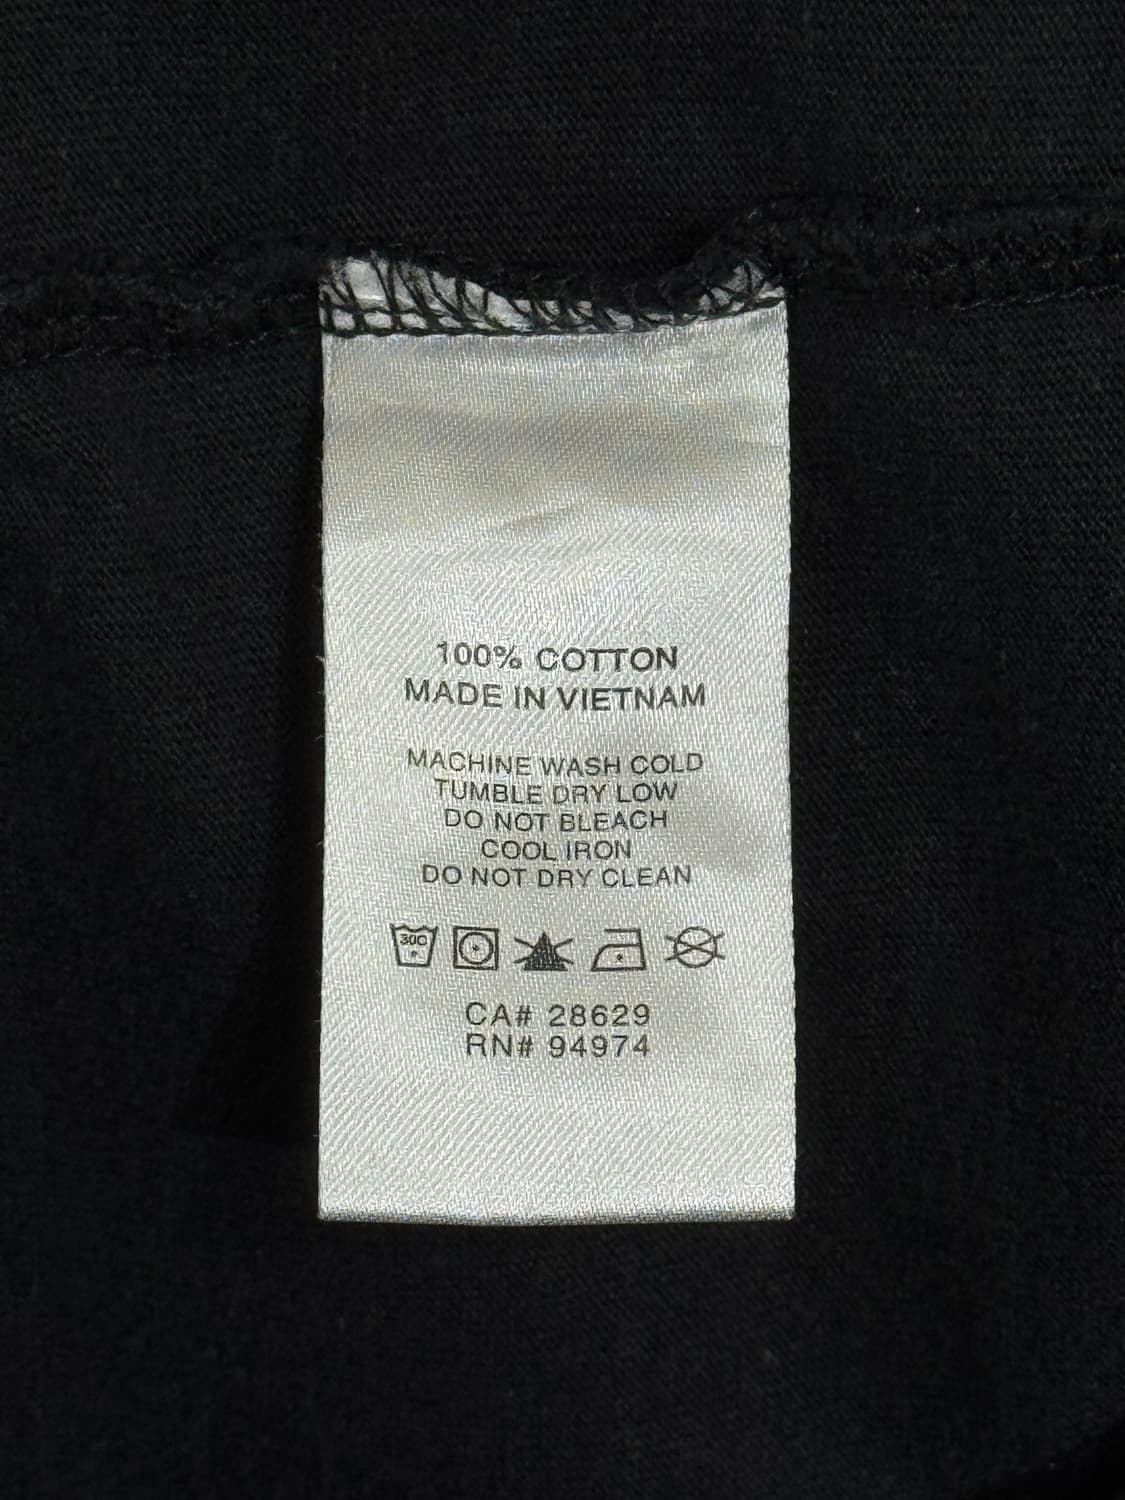 100% COTTON
MADE IN VIETNAM
MACHINE WASH COLD
TUMBLE DRY LOW
DO NOT BLEACH
COOL IRON
DO NOT DRY CLEAN
30C
CA# 28629
RN# 94974